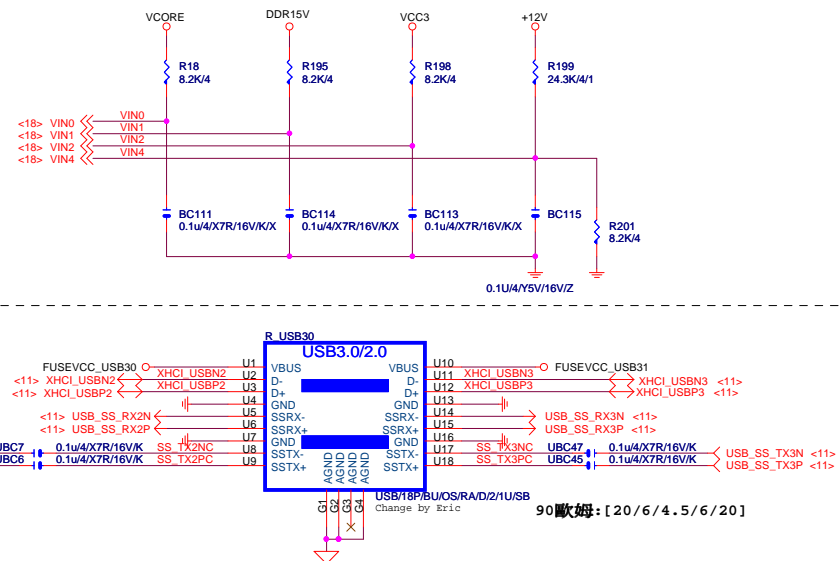 VCORE DDR15V VCC3 +12V
R18 R195 R198 R199
8.2K/4 8.2K/4 8.2K/4 24.3K/4/1
<18> VIN0 VIN0
<18> VIN1 VIN1
<18> VIN2 VIN2
<18> VIN4 VIN4
BC111 BC114 BC113 BC115
0.1u/4/X7R/16V/K/X 0.1u/4/X7R/16V/K/X 0.1u/4/X7R/16V/K/X
R201
8.2K/4
0.1U/4/Y5V/16V/Z
R_USB30
USB3.0/2.0
FUSEVCC_USB30 U1 VBUS VBUS U10 FUSEVCC_USB31
<11> XHCI_USBN2 XHCI_USBN2 U2 D- D- U11 XHCI_USBN3 XHCI_USBN3 <11>
<11> XHCI_USBP2 XHCI_USBP2 U3 D+ D+ U12 XHCI_USBP3 XHCI_USBP3 <11>
U4 GND GND U13
<11> USB_SS_RX2N U5 SSRX- SSRX- U14 USB_SS_RX3N <11>
<11> USB_SS_RX2P U6 SSRX+ SSRX+ U15 USB_SS_RX3P <11>
U7 GND GND U16
UBC7 0.1u/4/X7R/16V/K SS_TX2NC U8 SSTX- SSTX- U17 SS_TX3NC UBC47 0.1u/4/X7R/16V/K USB_SS_TX3N <11>
UBC6 0.1u/4/X7R/16V/K SS_TX2PC U9 SSTX+ SSTX+ U18 SS_TX3PC UBC45 0.1u/4/X7R/16V/K USB_SS_TX3P <11>
AGND AGND AGND AGND
G1 G2 G3 G4
USB/18P/BU/OS/RA/D/2/1U/SB
Change by Eric
90歐姆:[20/6/4.5/6/20]